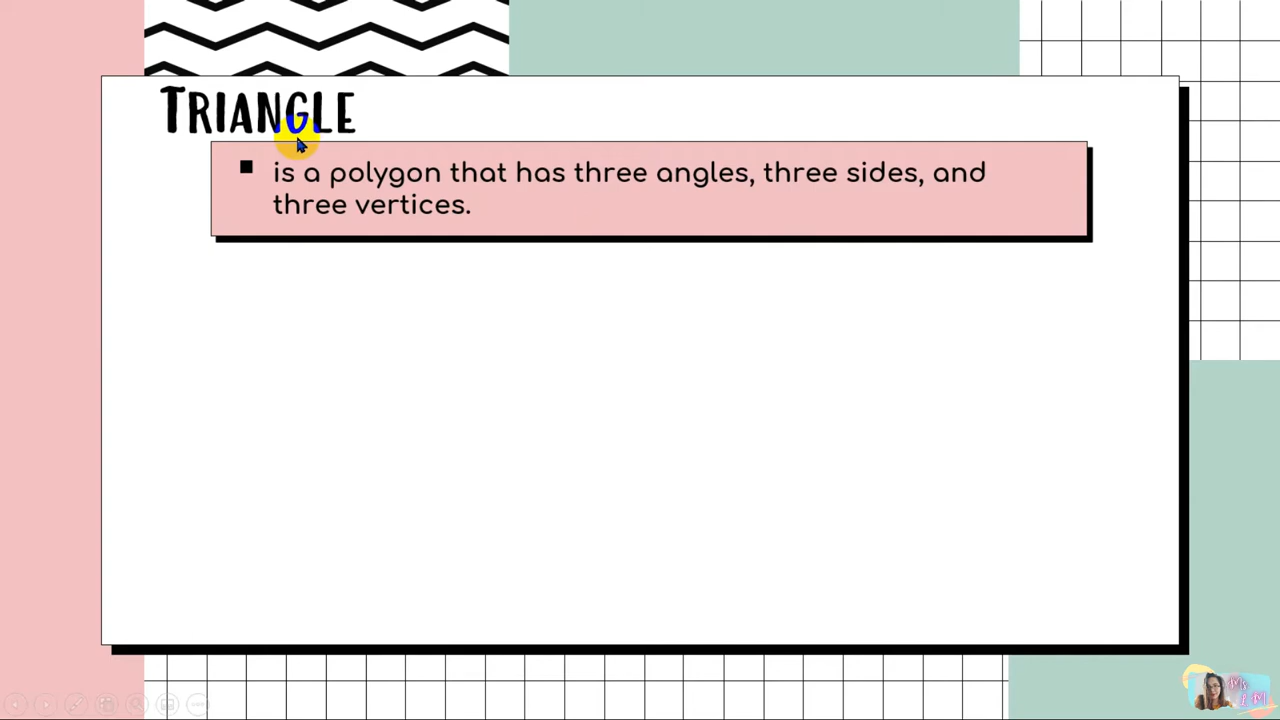 TRIANGLE
▪ is a polygon that has three angles, three sides, and
three vertices.